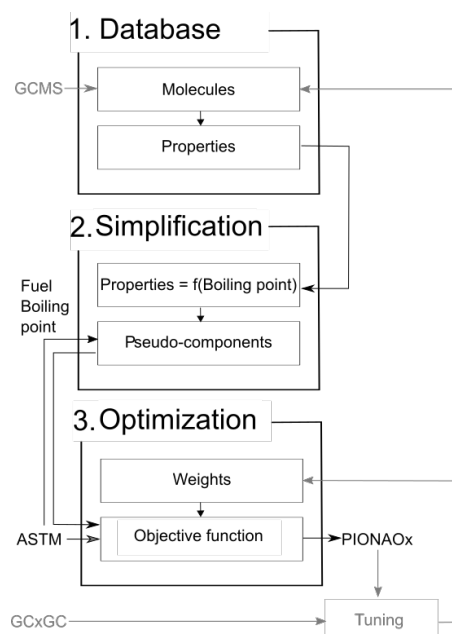 1. Database
GCMS
Molecules
Properties
2. Simplification
Fuel
Boiling
point
Properties = f(Boiling point)
Pseudo-components
3. Optimization
Weights
ASTM
Objective function
PIONAOx
GCxGC
Tuning